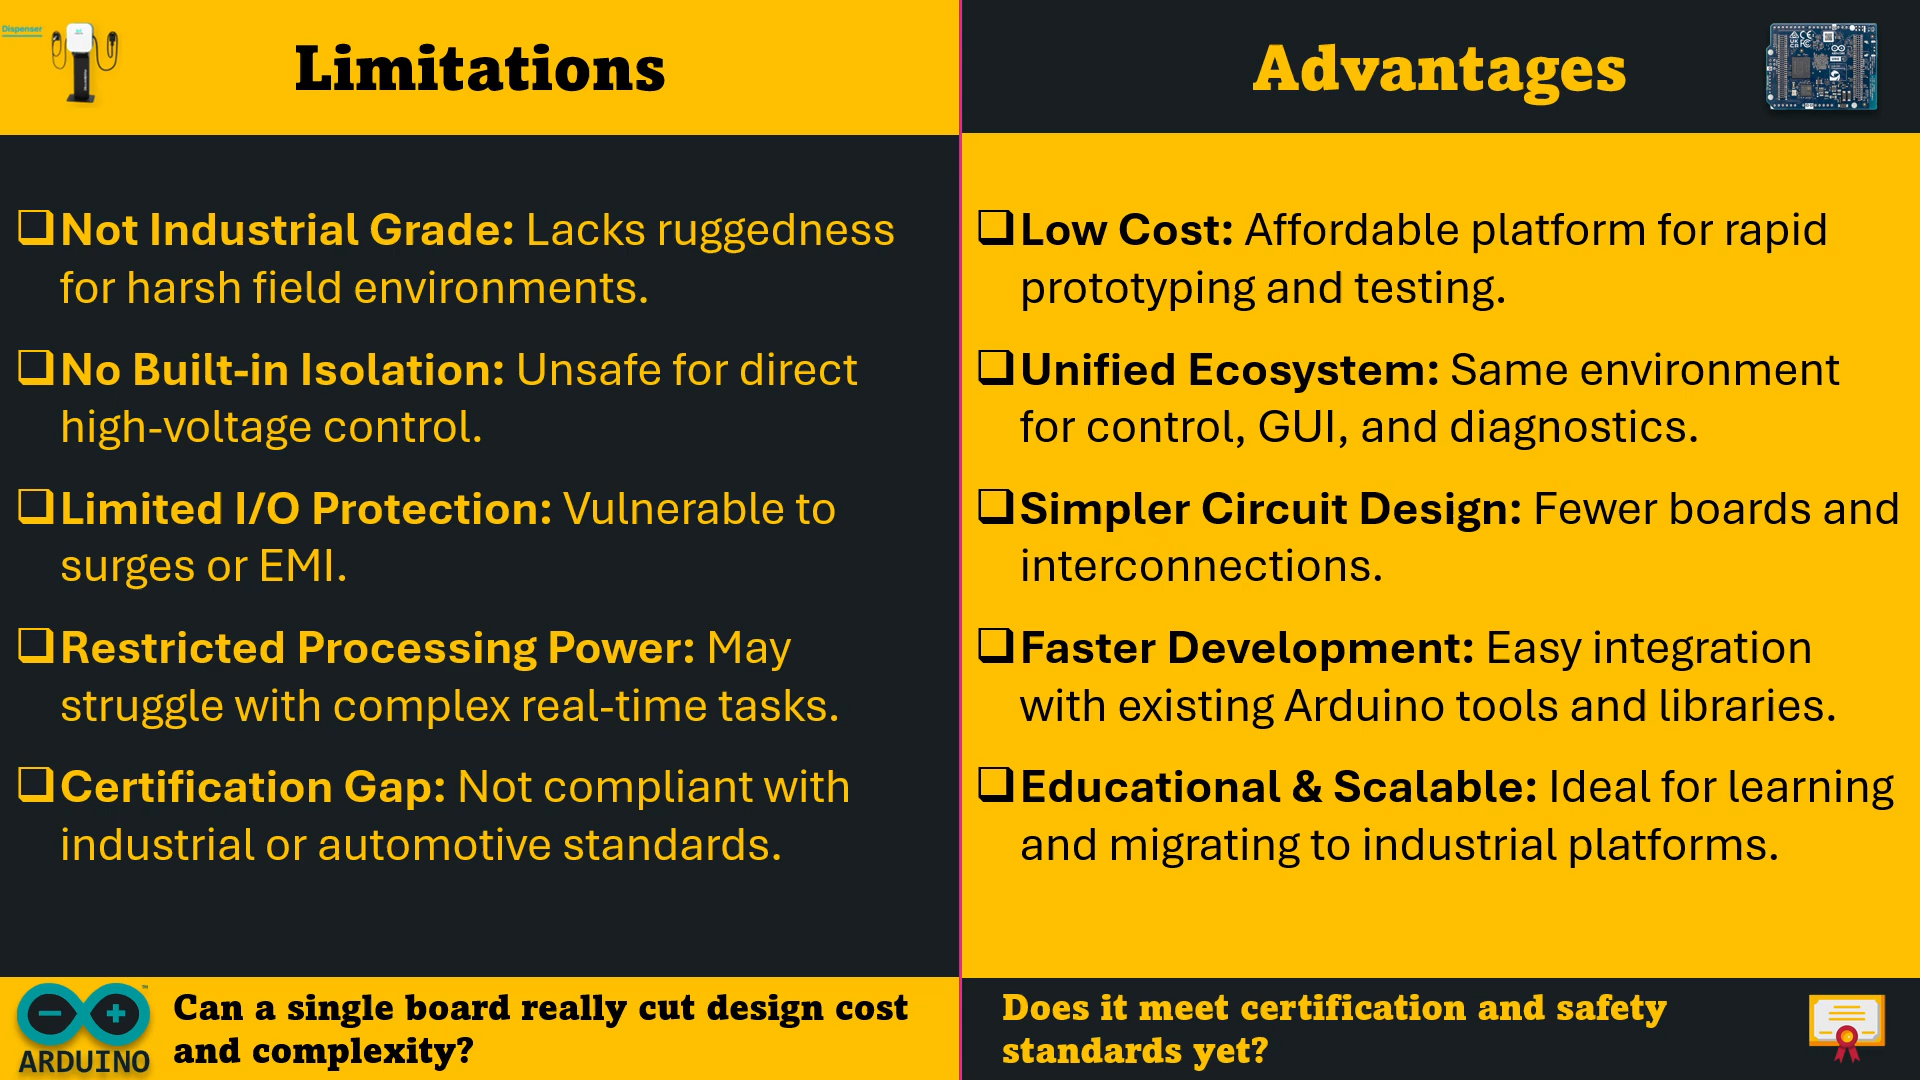 Dispenser
Limitations
Not Industrial Grade: Lacks ruggedness
for harsh field environments.
No Built-in Isolation: Unsafe for direct
high-voltage control.
Limited I/O Protection: Vulnerable to
surges or EMI.
Restricted Processing Power: May
struggle with complex real-time tasks.
Certification Gap: Not compliant with
industrial or automotive standards.
ARDUINO
TM
Can a single board really cut design cost
and complexity?
Advantages
Low Cost: Affordable platform for rapid
prototyping and testing.
Unified Ecosystem: Same environment
for control, GUI, and diagnostics.
Simpler Circuit Design: Fewer boards and
interconnections.
Faster Development: Easy integration
with existing Arduino tools and libraries.
Educational & Scalable: Ideal for learning
and migrating to industrial platforms.
Does it meet certification and safety
standards yet?